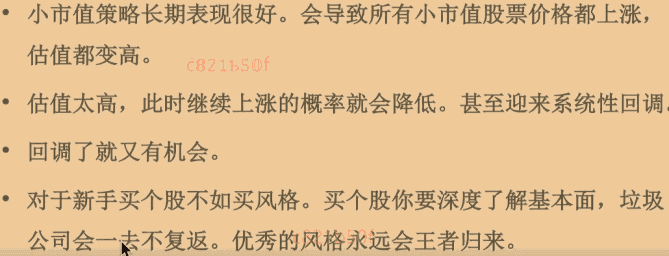 • 小市值策略长期表现很好。会导致所有小市值股票价格都上涨，
估值都变高。
c821b50f
• 估值太高，此时继续上涨的概率就会降低。甚至迎来系统性回调。
• 回调了就又有机会。
• 对于新手买个股不如买风格。买个股你要深度了解基本面，垃圾
公司会一去不复返。优秀的风格永远会王者归来。